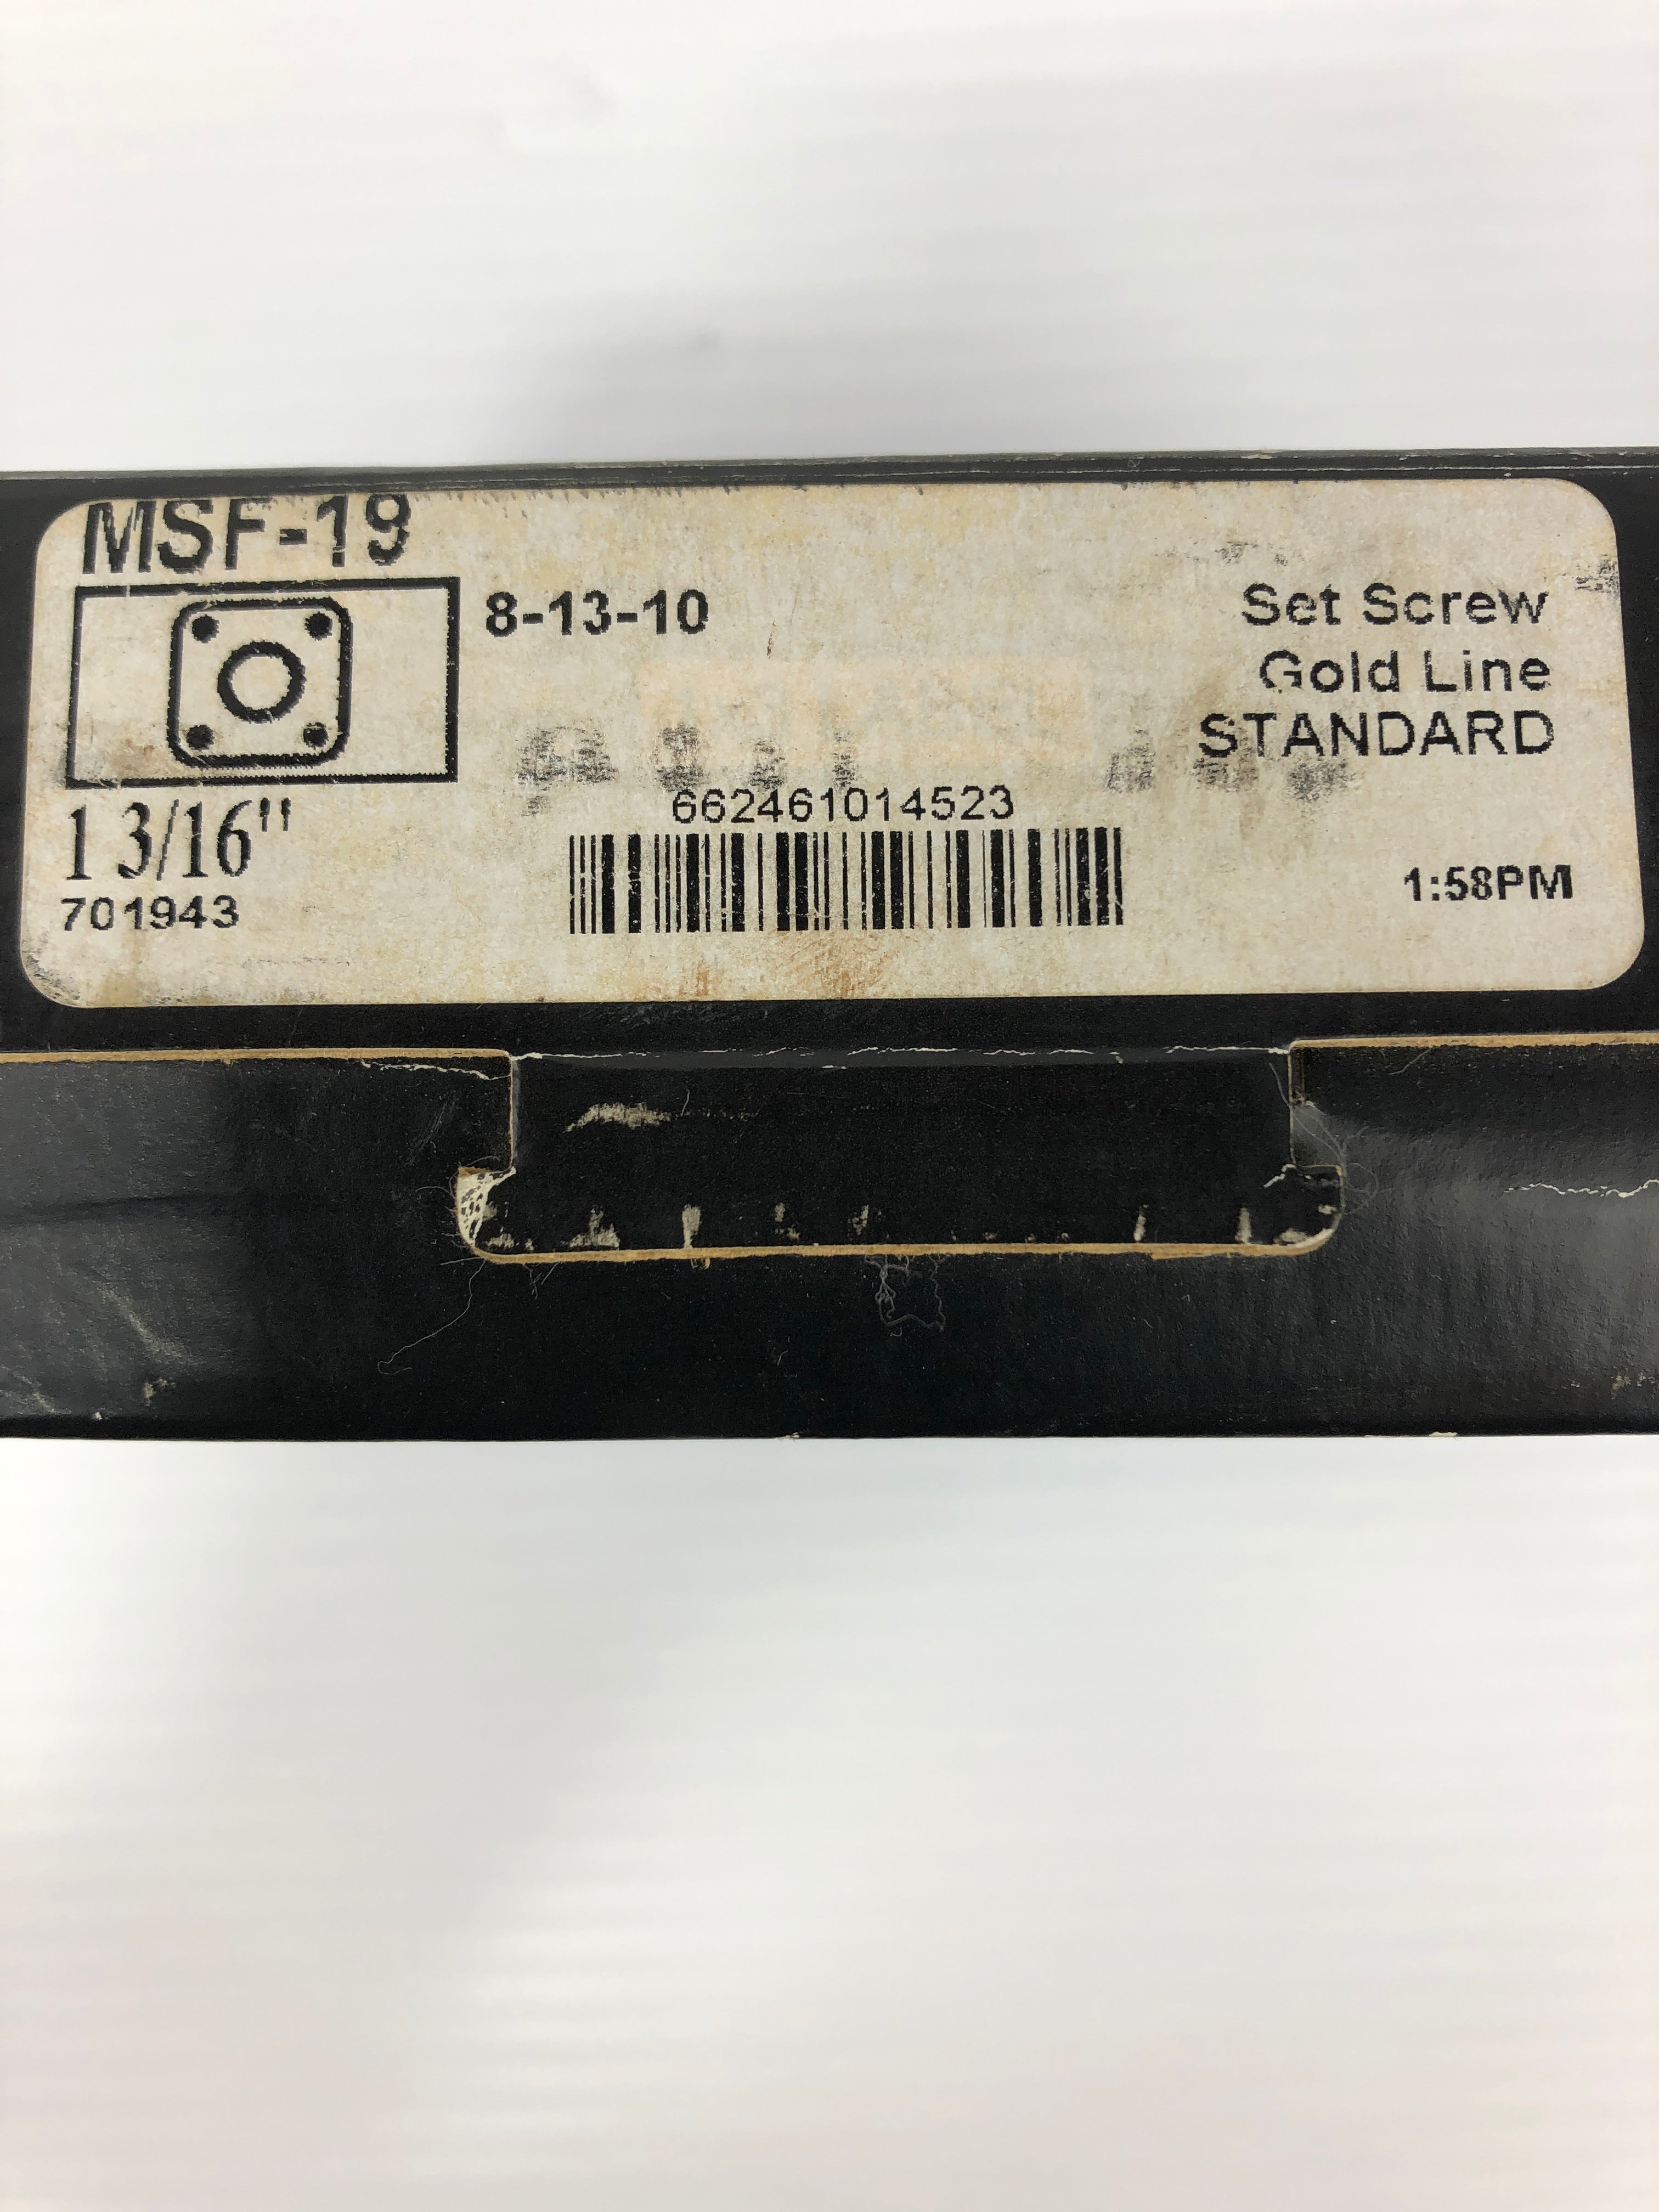 MSF-19
8-13-10
Set Screw
Gold Line
STANDARD
662461014523
1 3/16"
701943
1:58PM